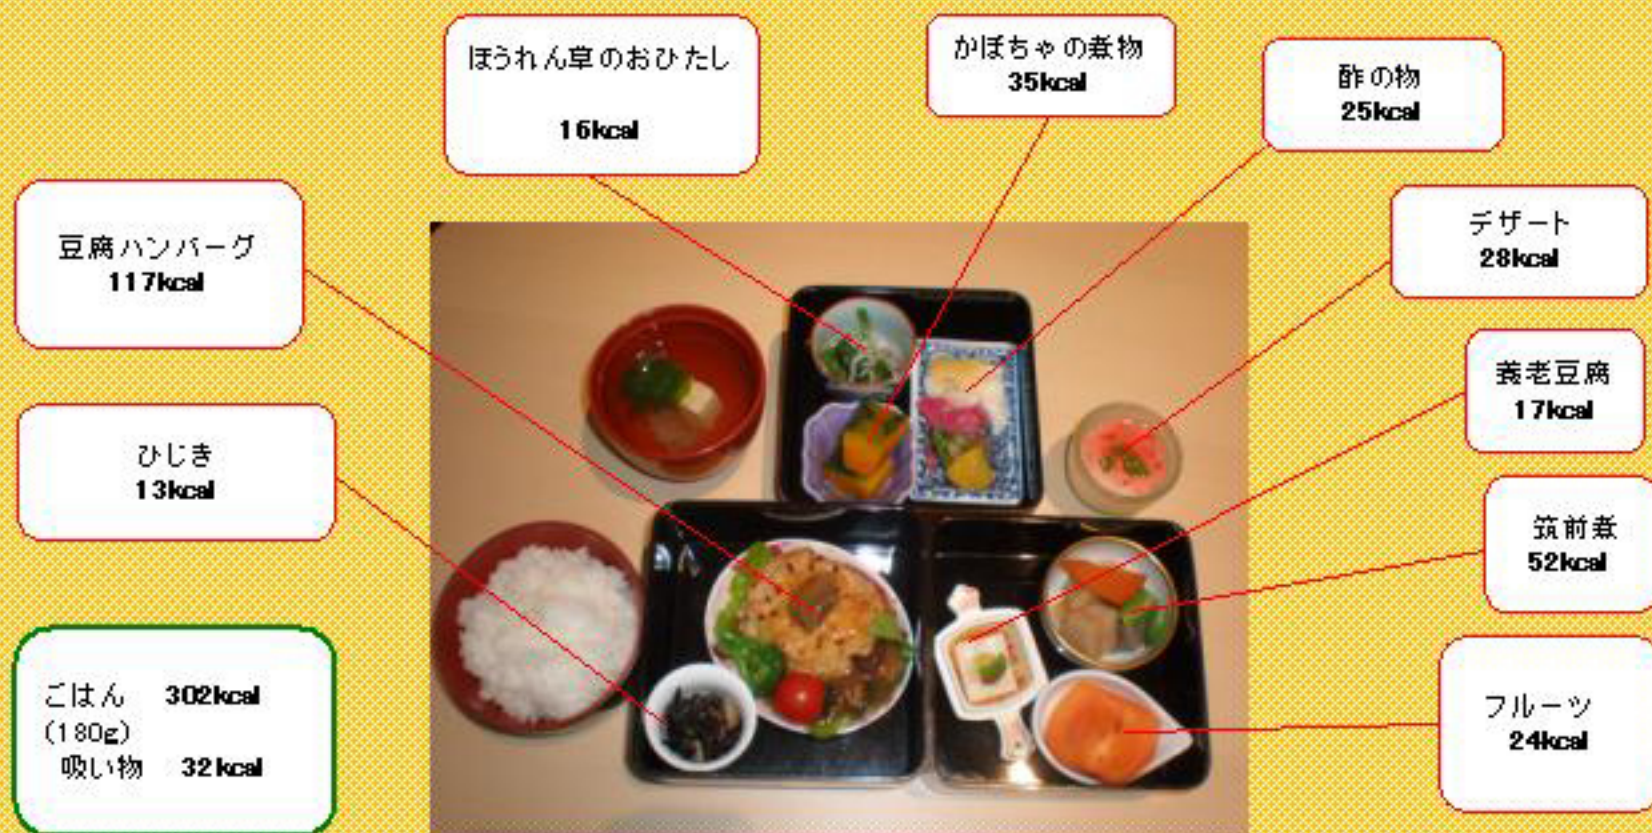 ほうれん草のおひたし
16kcal
かぼちゃの煮物
35kcal
酢の物
25kcal
豆腐ハンバーグ
117kcal
デザート
28kcal
養老豆腐
17kcal
ひじき
13kcal
筑前煮
52kcal
ごはん 302kcal
(180g)
吸い物 32kcal
フルーツ
24kcal